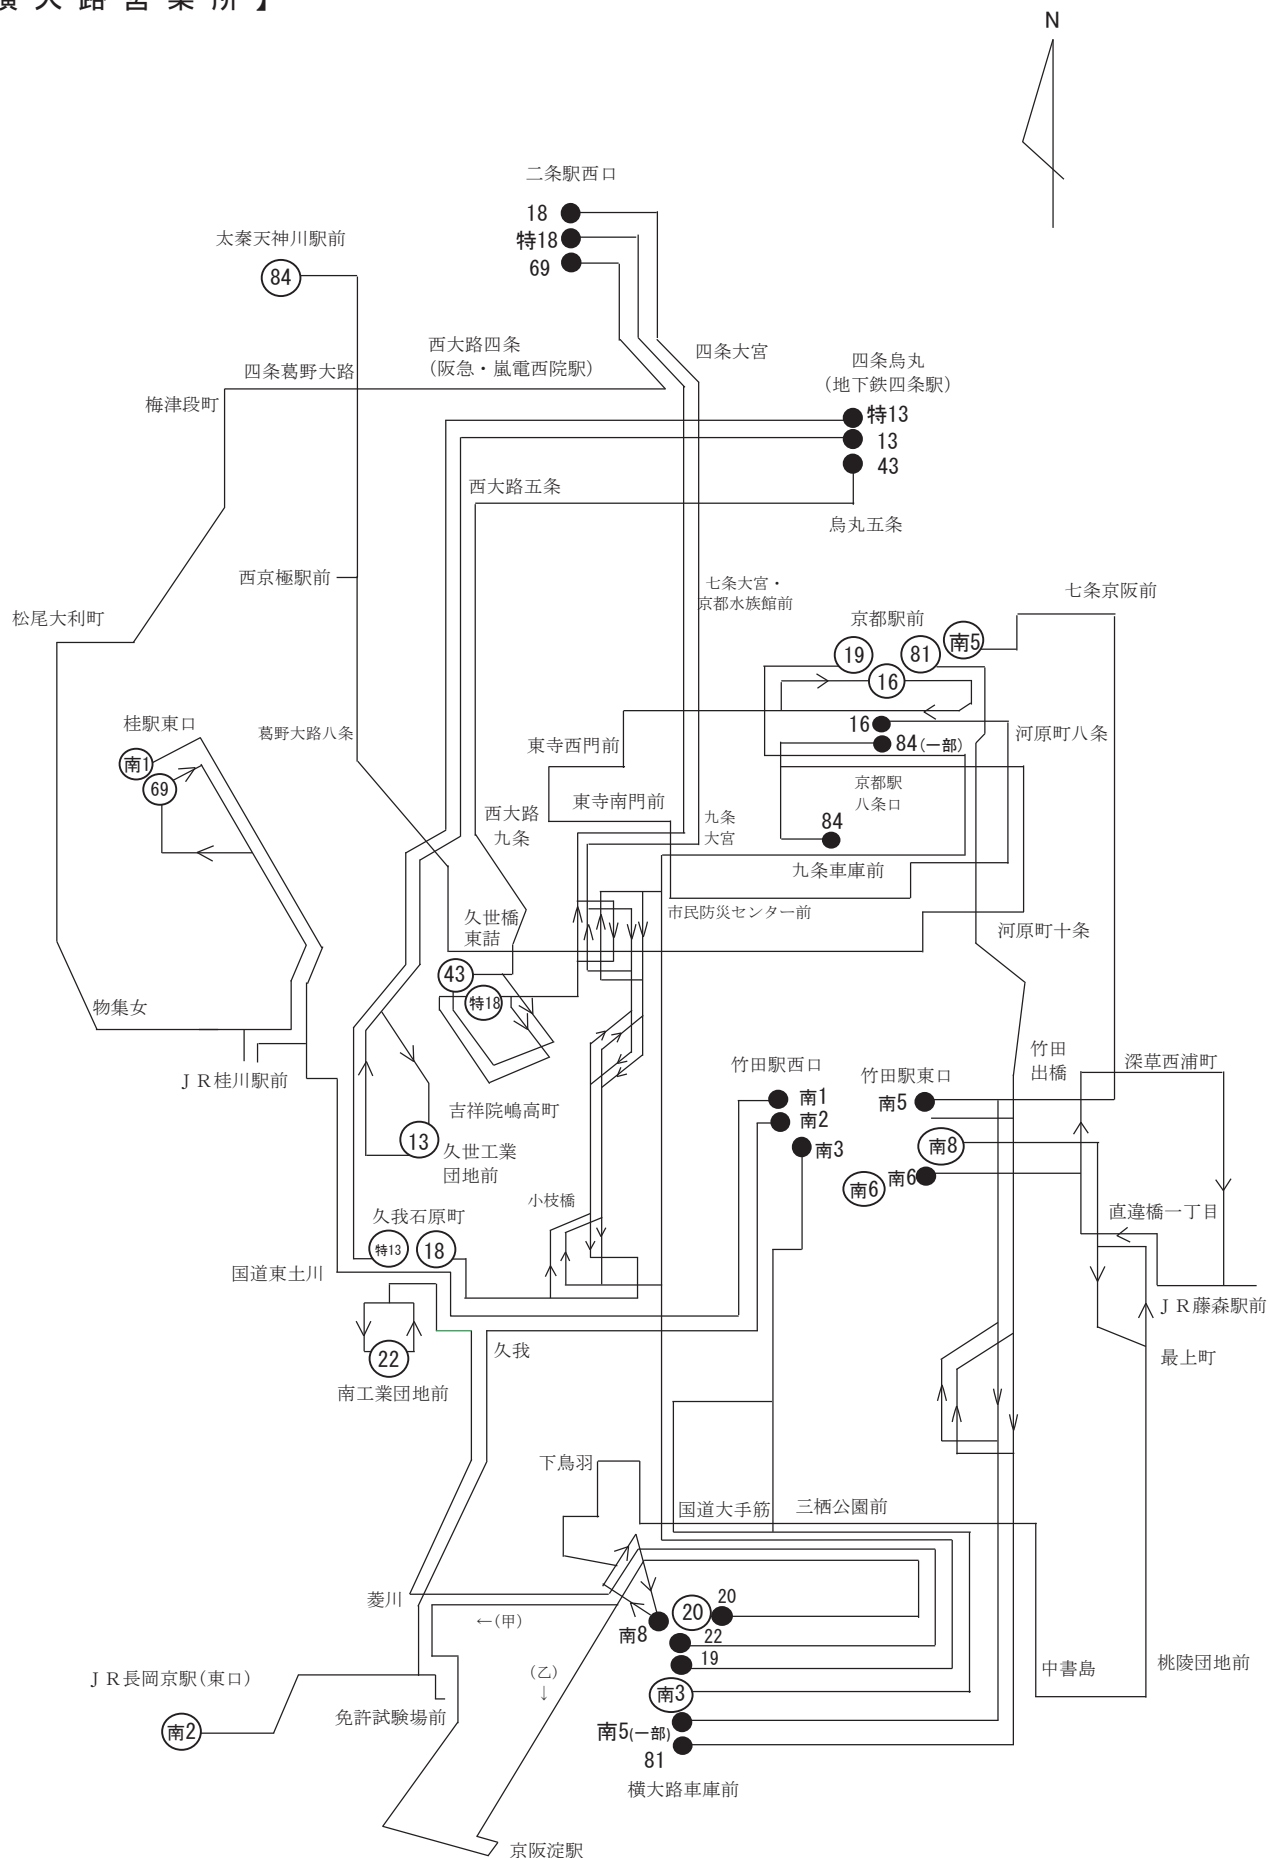 横大路営業所】
N
二条駅西口
18
特18
69
太秦天神川駅前
84
西大路四条
(阪急・嵐電西院駅)
四条大宮
四条烏丸
(地下鉄四条駅)
四条葛野大路
梅津段町
特13
13
43
西大路五条
烏丸五条
西京極駅前
七条大宮・
京都水族館前
七条京阪前
松尾大利町
京都駅前
19
81
南5
16
桂駅東口
葛野大路八条
南1
69
16
84(一部)
河原町八条
東寺西門前
東寺南門前
京都駅
八条口
西大路
九条
九条
大宮
84
九条車庫前
久世橋
東詰
市民防災センター前
河原町十条
43
特18
物集女
JR桂川駅前
吉祥院嶋高町
竹田駅西口
南1
南2
南3
竹田駅東口
南5
竹田
出橋
深草西浦町
13
久世工業
団地前
南8
南6
南6
小枝橋
直違橋一丁目
久我石原町
特13
18
国道東土川
JR藤森駅前
22
南工業団地前
久我
最上町
下鳥羽
国道大手筋
三栖公園前
菱川
←(甲)
20
20
南8
22
19
(乙)
↓
JR長岡京駅(東口)
南3
中書島
桃陵団地前
免許試験場前
南2
南5(一部)
81
横大路車庫前
京阪淀駅